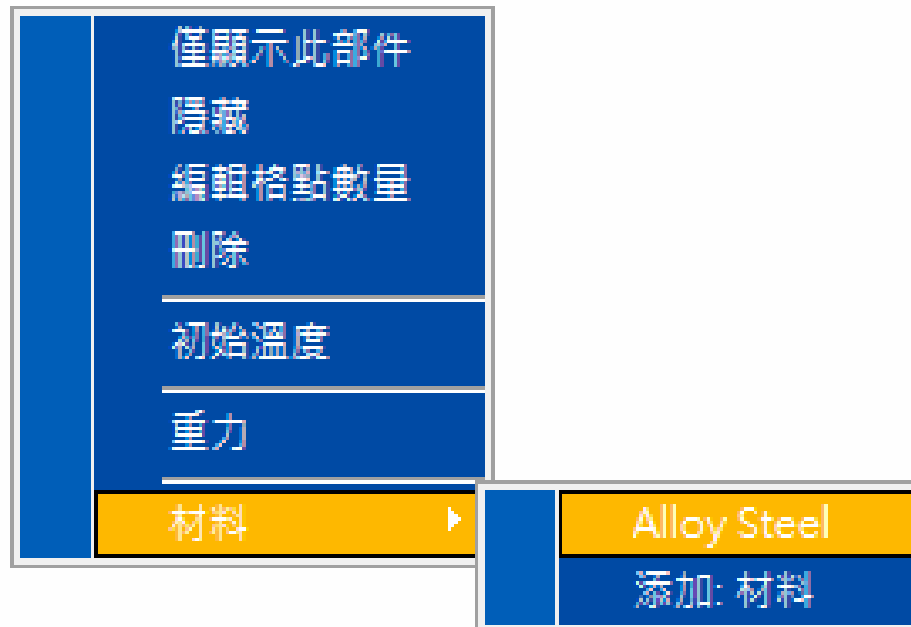 僅顯示此部件
隱藏
編輯格點數量
刪除
初始溫度
重力
材料
Alloy Steel
添加: 材料